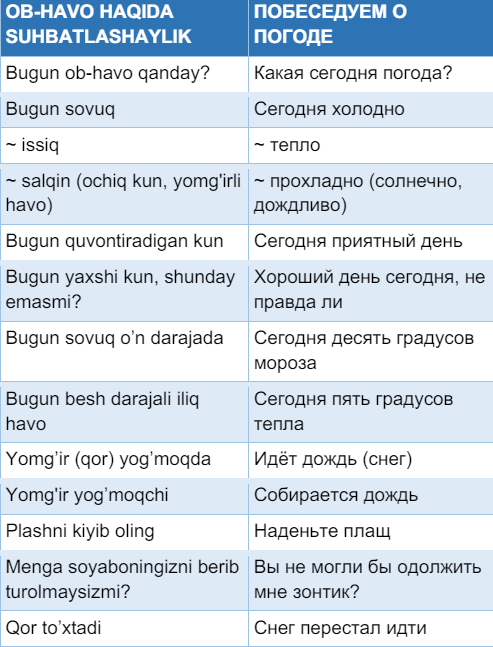 OB-HAVO HAQIDA
SUHBATLASHAYLIK
ПОБЕСЕДУЕМ О
ПОГОДЕ
Bugun ob-havo qanday?
Какая сегодня погода?
Bugun sovuq
Сегодня холодно
~ issiq
~ тепло
~ salqin (ochiq kun, yomg'irli
havo)
~ прохладно (солнечно,
дождливо)
Bugun quvontiradigan kun
Сегодня приятный день
Bugun yaxshi kun, shunday
emasmi?
Хороший день сегодня, не
правда ли
Bugun sovuq o’n darajada
Сегодня десять градусов
мороза
Bugun besh darajali iliq
havo
Сегодня пять градусов
тепла
Yomg’ir (qor) yog’moqda
Идёт дождь (снег)
Yomg'ir yog’moqchi
Собирается дождь
Plashni kiyib oling
Наденьте плащ
Menga soyaboningizni berib
turolmaysizmi?
Вы не могли бы одолжить
мне зонтик?
Qor to’xtadi
Снег перестал идти